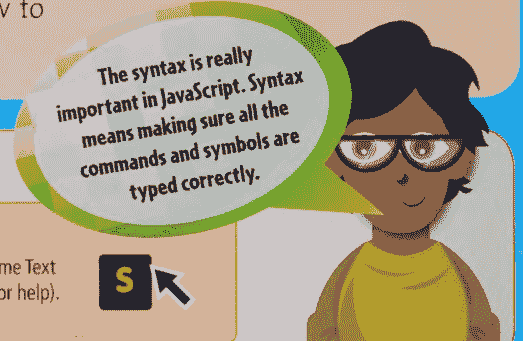 to
The syntax is really
important in JavaScript. Syntax
means making sure all the
commands and symbols are
typed correctly.
me Text
or help).
S